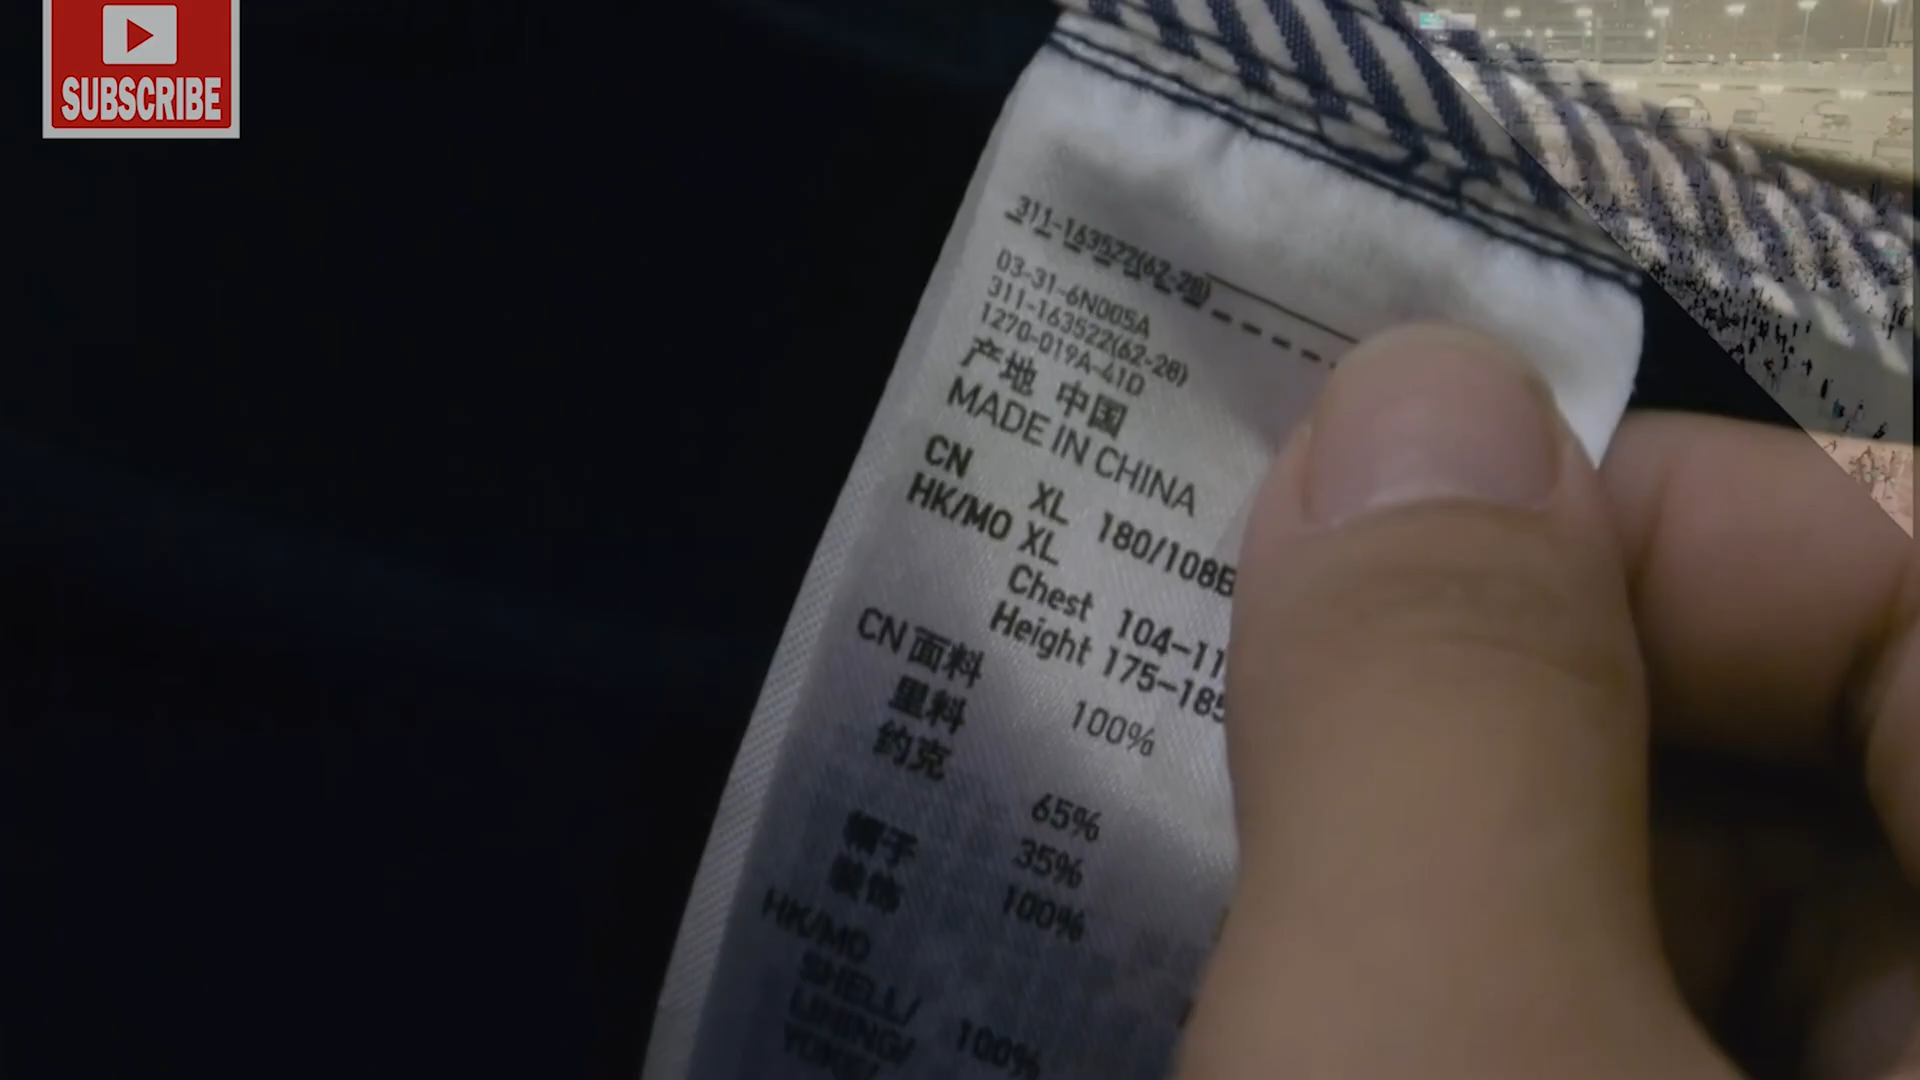 SUBSCRIBE
311-163522(62-28)
03-31-6N005A
311-163522(62-28)
1270-019A-41D
产地 中国
MADE IN CHINA
CN XL 180/108B
HK/MO XL
Chest 104-11
Height 175-185
CN 面料 100%
里料
约克 65%
35%
帽子 100%
装饰
HK/MO
SHELL/
LINING/ 100%
YOKE/